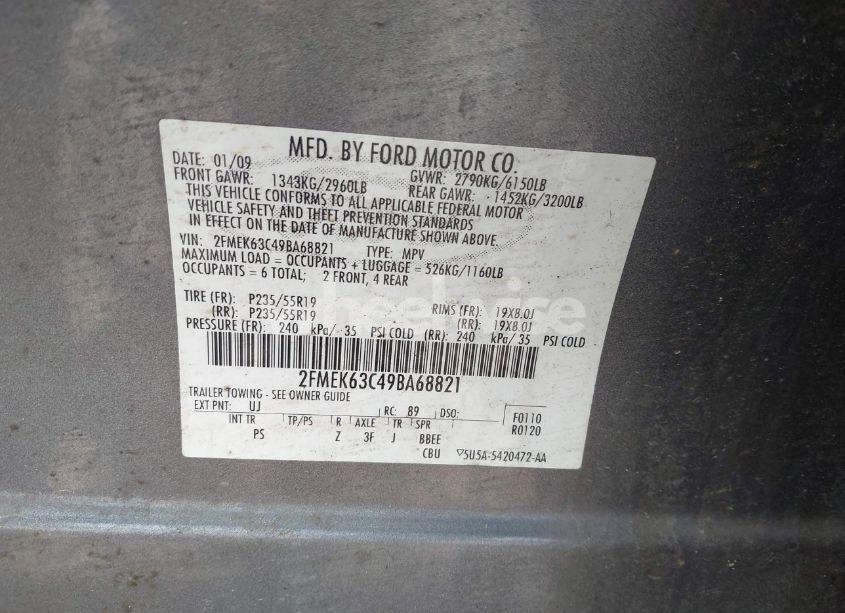 MFD. BY FORD MOTOR CO.
DATE: 01/09 GVWR: 2790KG/6150LB
FRONT GAWR: 1343KG/2960LB REAR GAWR: 1452KG/3200LB
THIS VEHICLE CONFORMS TO ALL APPLICABLE FEDERAL MOTOR
VEHICLE SAFETY AND THEFT PREVENTION STANDARDS
IN EFFECT ON THE DATE OF MANUFACTURE SHOWN ABOVE.
VIN: 2FMEK63C49BA68821 TYPE: MPV
MAXIMUM LOAD = OCCUPANTS + LUGGAGE = 526KG/1160LB
OCCUPANTS = 6 TOTAL; 2 FRONT, 4 REAR
TIRE (FR): P235/55R19 RIMS (FR): 19X8.0J
(RR): P235/55R19 (RR): 19X8.0J
PRESSURE (FR): 240 kPa/ 35 PSI COLD (RR): 240 kPa/ 35 PSI COLD
2FMEK63C49BA68821
TRAILER TOWING - SEE OWNER GUIDE
EXT PNT: UJ RC: 89 DSO: F0110
R0120
INT TR TP/PS R AXLE TR SPR
PS Z 3F J BBEE
CBU ▽5U5A-5420472-AA